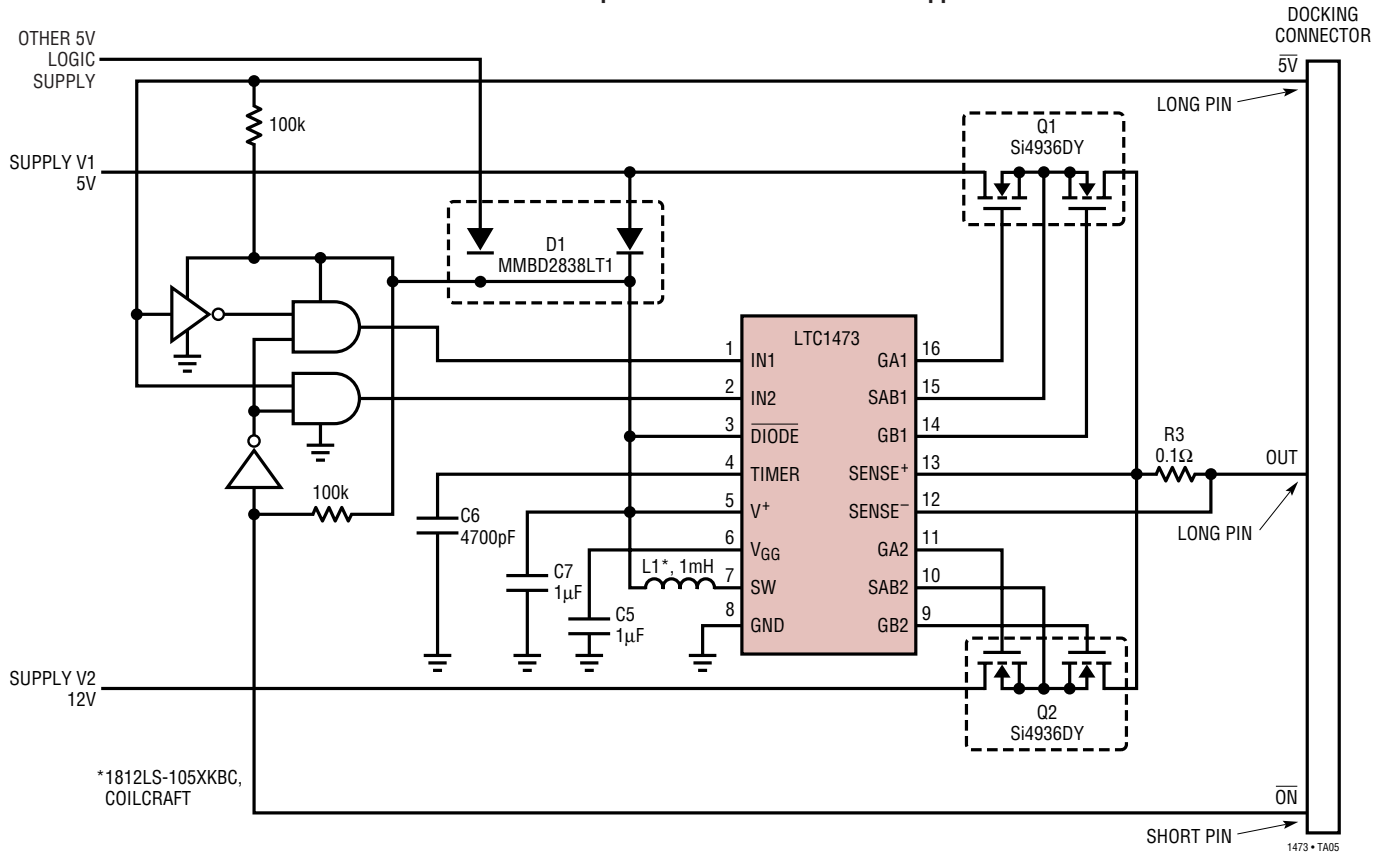 DOCKING
CONNECTOR
OTHER 5V
LOGIC
SUPPLY
5V
LONG PIN
100k
Q1
Si4936DY
SUPPLY V1
5V
D1
MMBD2838LT1
LTC1473
1 IN1
2 IN2
3 DIODE
4 TIMER
5 V+
6 VGG
7 SW
8 GND
GA1 16
SAB1 15
GB1 14
SENSE+ 13
SENSE– 12
GA2 11
SAB2 10
GB2 9
R3
0.1Ω
OUT
LONG PIN
100k
C6
4700pF
C7
1µF
L1*, 1mH
C5
1µF
SUPPLY V2
12V
Q2
Si4936DY
*1812LS-105XKBC,
COILCRAFT
ON
SHORT PIN
1473 • TA05